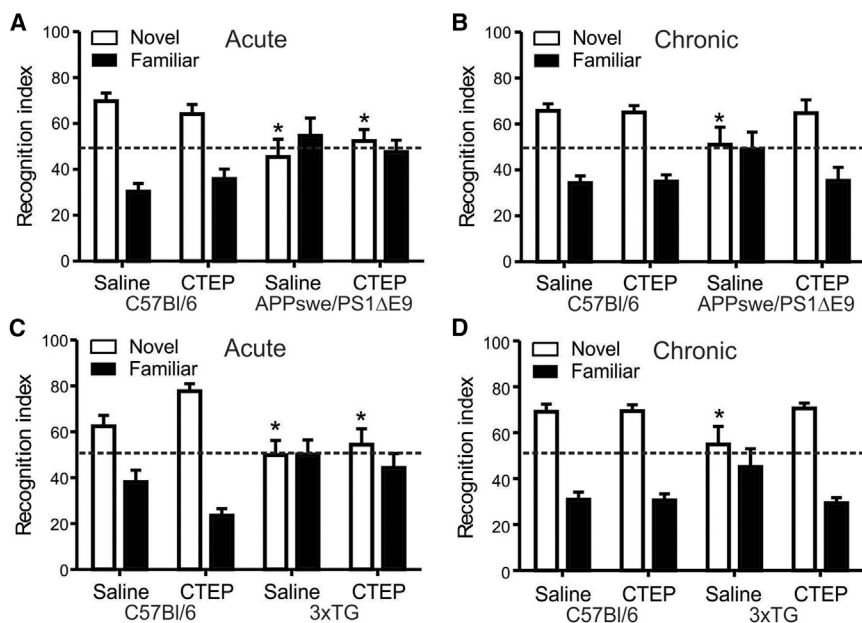 A
Acute
Novel
Familiar
Recognition index
100
80
60
40
20
0
*
*
Saline
CTEP
Saline
CTEP
C57Bl/6
APPswe/PS1ΔE9
B
Chronic
Novel
Familiar
Recognition index
100
80
60
40
20
0
*
Saline
CTEP
Saline
CTEP
C57Bl/6
APPswe/PS1ΔE9
C
Acute
Novel
Familiar
Recognition index
100
80
60
40
20
0
*
*
Saline
CTEP
Saline
CTEP
C57Bl/6
3xTG
D
Chronic
Novel
Familiar
Recognition index
100
80
60
40
20
0
*
Saline
CTEP
Saline
CTEP
C57Bl/6
3xTG